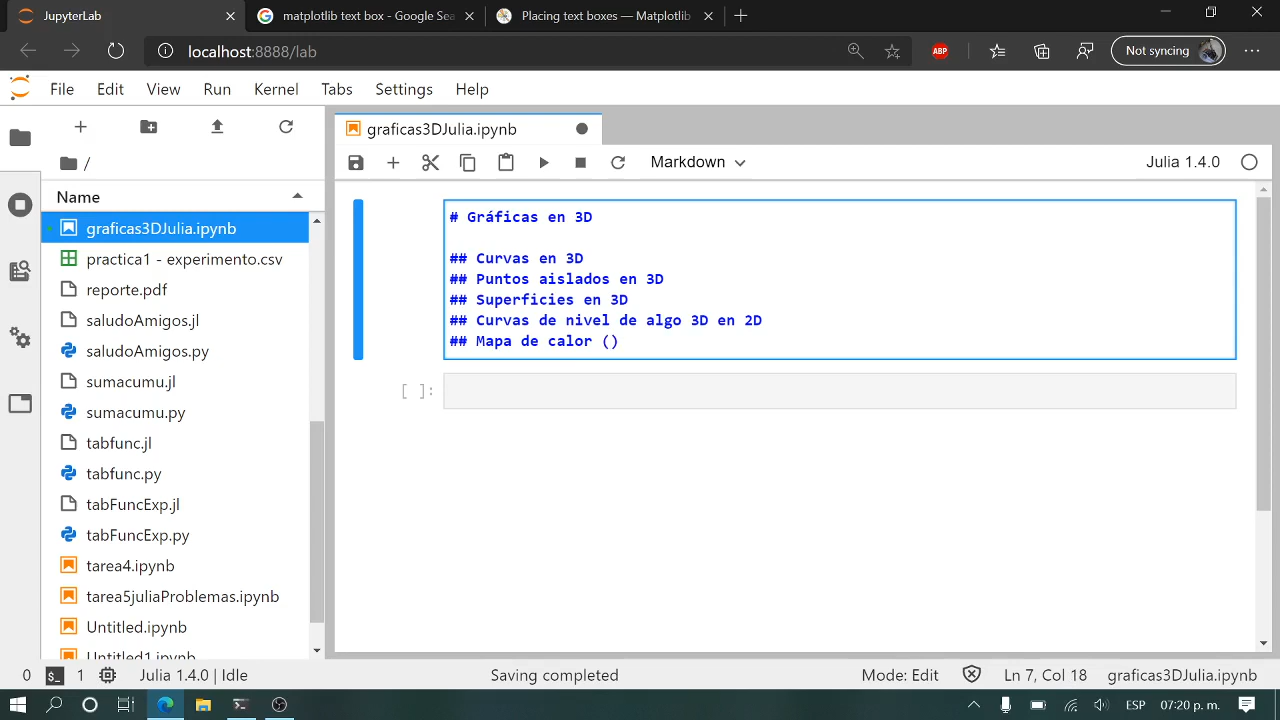 JupyterLab
matplotlib text box - Google Sea
Placing text boxes — Matplotlib
localhost:8888/lab
ABP
Not syncing
File Edit View Run Kernel Tabs Settings Help
graficas3DJulia.ipynb
Markdown
Julia 1.4.0
/
Name
graficas3DJulia.ipynb
practica1 - experimento.csv
reporte.pdf
saludoAmigos.jl
saludoAmigos.py
sumacumu.jl
sumacumu.py
tabfunc.jl
tabfunc.py
tabFuncExp.jl
tabFuncExp.py
tarea4.ipynb
tarea5juliaProblemas.ipynb
Untitled.ipynb
Untitled1.ipynb
# Gráficas en 3D
## Curvas en 3D
## Puntos aislados en 3D
## Superficies en 3D
## Curvas de nivel de algo 3D en 2D
## Mapa de calor ()
[ ]:
0 $_ 1 Julia 1.4.0 | Idle
Saving completed
Mode: Edit
Ln 7, Col 18
graficas3DJulia.ipynb
ESP
07:20 p. m.